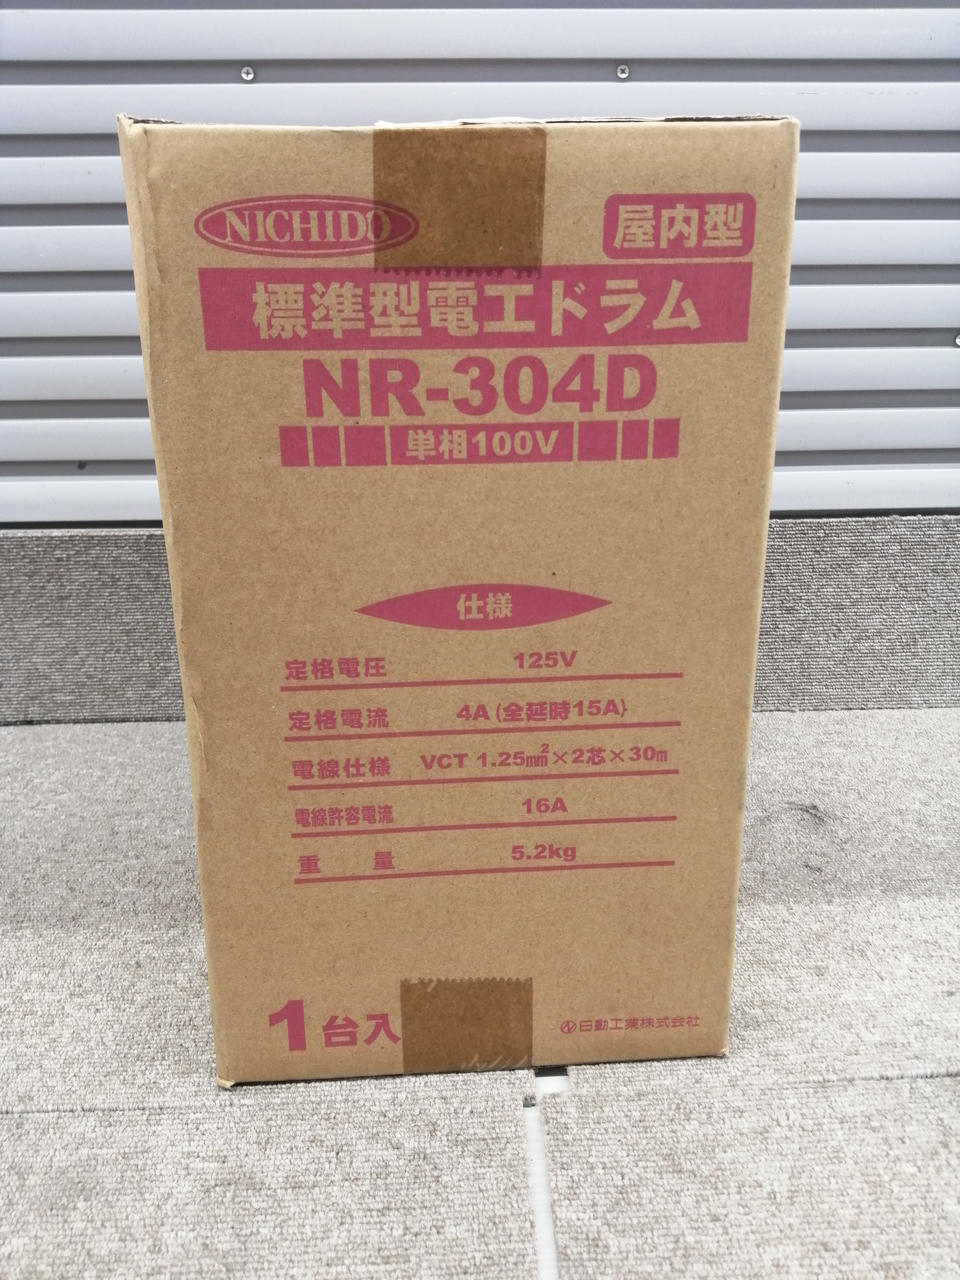 NICHIDO
屋内型
標準型電工ドラム
NR-304D
単相100V
仕様
定格電圧 125V
定格電流 4A (全延時15A)
電線仕様 VCT 1.25mm²×2芯×30m
電線許容電流 16A
重量 5.2kg
1台入
日動工業株式会社